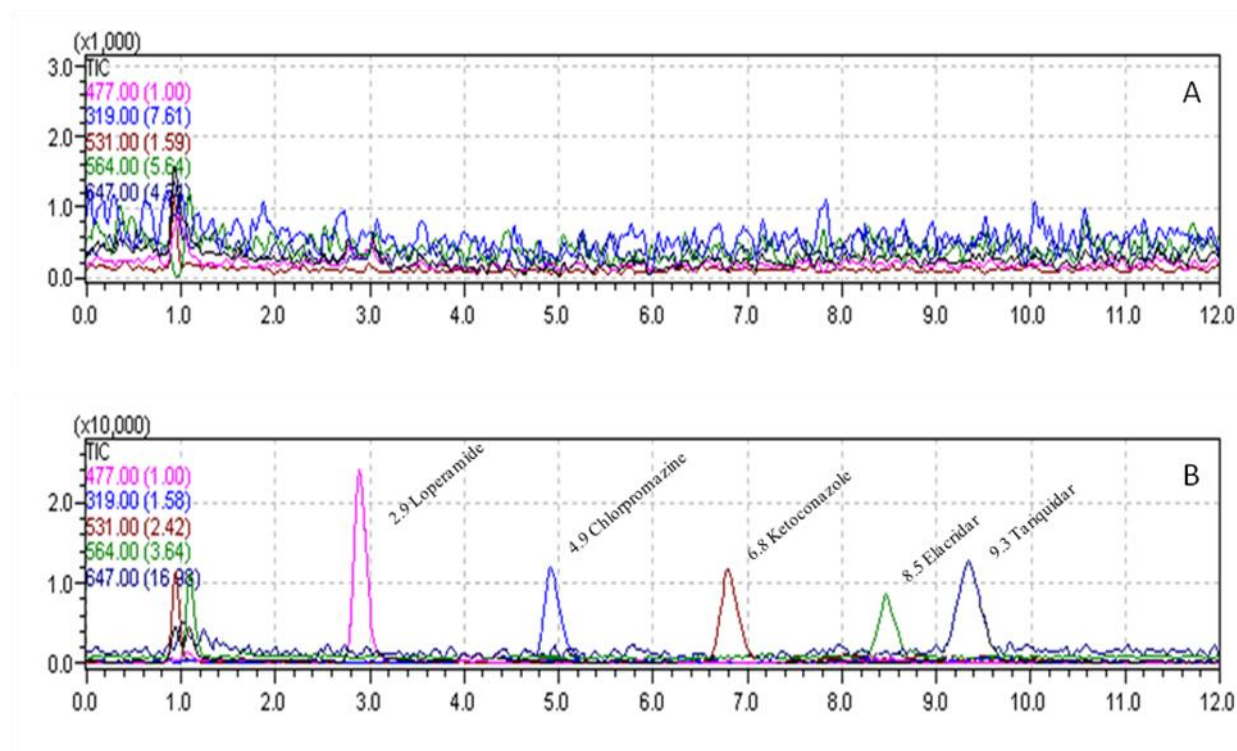 (x1,000)
3.0
TIC
477.00 (1.00)
A
319.00 (7.61)
2.0
531.00 (1.59)
564.00 (5.64)
1.0
0.0
0.0 1.0 2.0 3.0 4.0 5.0 6.0 7.0 8.0 9.0 10.0 11.0 12.0
(x10,000)
TIC
477.00 (1.00)
B
2.0
319.00 (1.58)
531.00 (2.42)
564.00 (3.64)
1.0
0.0
2.9 Loperamide
4.9 Chlorpromazine
6.8 Ketoconazole
8.5 Elacridar
9.3 Tariquidar
0.0 1.0 2.0 3.0 4.0 5.0 6.0 7.0 8.0 9.0 10.0 11.0 12.0